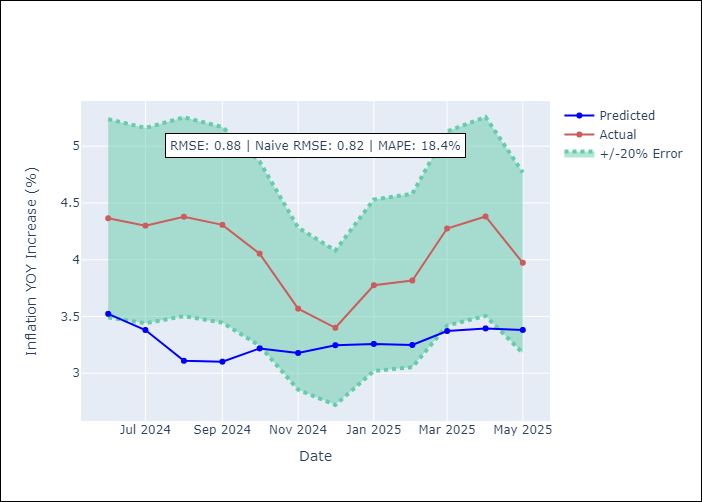 RMSE: 0.88 | Naive RMSE: 0.82 | MAPE: 18.4%
Predicted
Actual
+/-20% Error
Inflation YOY Increase (%)
5
4.5
4
3.5
3
Jul 2024
Sep 2024
Nov 2024
Jan 2025
Mar 2025
May 2025
Date